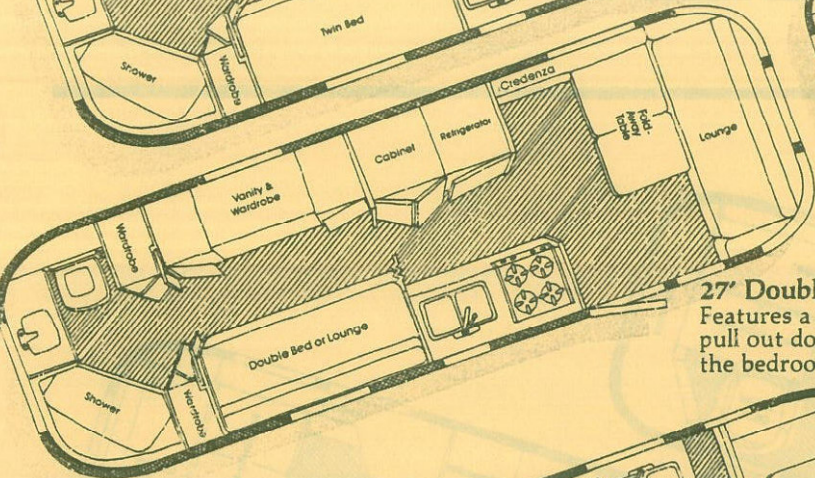 Twin Bed
Shower
Wardrobe
Credenza
Fold-
Away
Table
Lounge
Refrigerator
Cabinet
Vanity &
Wardrobe
Wardrobe
Double Bed or Lounge
Shower
Wardrobe
27' Doubl
Features a
pull out do
the bedroo